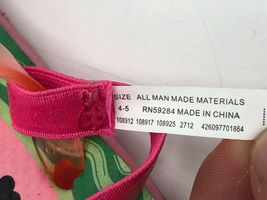 SIZE ALL MAN MADE MATERIALS
4-5 RN59284 MADE IN CHINA
108912 108917 108925 2712 426097701864